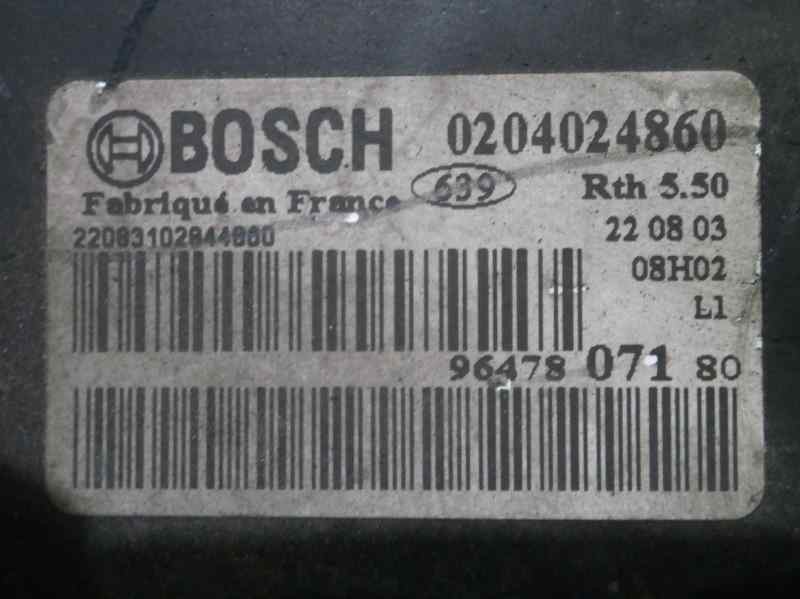 BOSCH 0204024860
Fabriqué en France 639 Rth 5.50
22083102844860 22 08 03
08H02
L1
96478 071 80